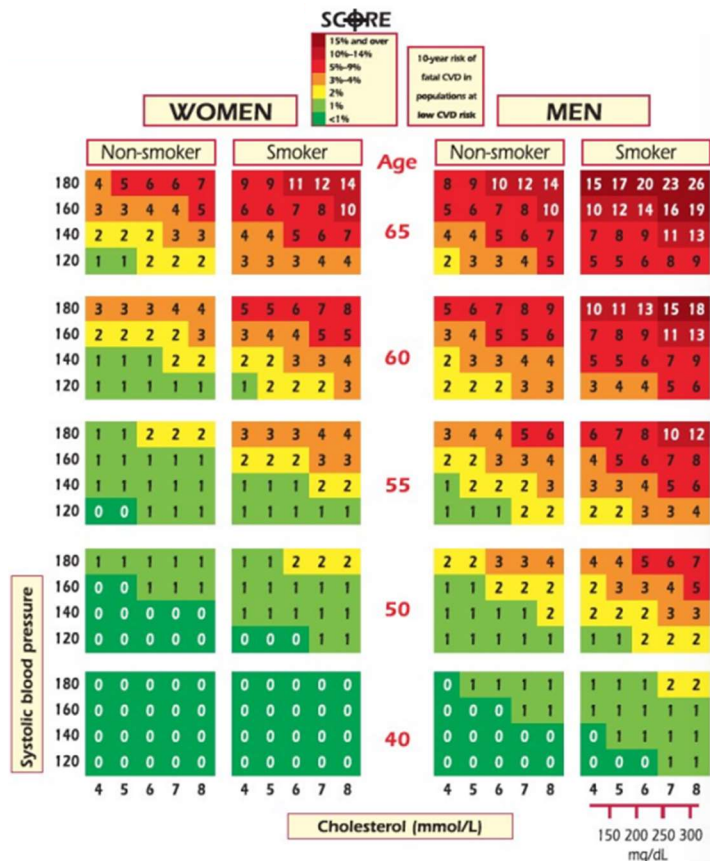 SCORE
15% and over
10%–14%
5%–9%
3%–4%
2%
1%
<1%
10-year risk of
fatal CVD in
populations at
low CVD risk
WOMEN
MEN
Non-smoker
Smoker
Age
Non-smoker
Smoker
180 4 5 6 6 7 9 9 11 12 14 8 9 10 12 14 15 17 20 23 26
160 3 3 4 4 5 6 6 7 8 10 5 6 7 8 10 10 12 14 16 19
140 2 2 2 3 3 4 4 5 6 7 4 4 5 6 7 7 8 9 11 13
65
120 1 1 2 2 2 3 3 3 4 4 2 3 3 4 5 5 5 6 8 9
180 3 3 3 4 4 5 5 6 7 8 5 6 7 8 9 10 11 13 15 18
160 2 2 2 2 3 3 4 4 5 5 3 4 5 5 6 7 8 9 11 13
60
140 1 1 1 2 2 2 2 3 3 4 2 3 3 4 4 5 5 6 7 9
120 1 1 1 1 1 1 2 2 2 3 2 2 2 3 3 3 4 4 5 6
180 1 1 2 2 2 3 3 3 4 4 3 4 4 5 6 6 7 8 10 12
160 1 1 1 1 1 2 2 2 3 3 2 2 3 3 4 4 5 6 7 8
55
140 1 1 1 1 1 1 1 1 2 2 1 2 2 2 3 3 3 4 5 6
120 0 0 1 1 1 1 1 1 1 1 1 1 1 2 2 2 2 3 3 4
180 1 1 1 1 1 1 1 2 2 2 2 2 3 3 4 4 4 5 6 7
160 0 0 1 1 1 1 1 1 1 1 1 1 2 2 2 2 3 3 4 5
50
140 0 0 0 0 0 1 1 1 1 1 1 1 1 1 2 2 2 2 3 3
120 0 0 0 0 0 0 0 0 1 1 1 1 1 1 1 1 1 2 2 2
180 0 0 0 0 0 0 0 0 0 0 0 1 1 1 1 1 1 1 2 2
160 0 0 0 0 0 0 0 0 0 0 0 0 0 1 1 1 1 1 1 1
40
140 0 0 0 0 0 0 0 0 0 0 0 0 0 0 0 0 1 1 1 1
120 0 0 0 0 0 0 0 0 0 0 0 0 0 0 0 0 0 0 1 1
Systolic blood pressure
4 5 6 7 8 4 5 6 7 8 4 5 6 7 8 4 5 6 7 8
Cholesterol (mmol/L)
150 200 250 300
mg/dL